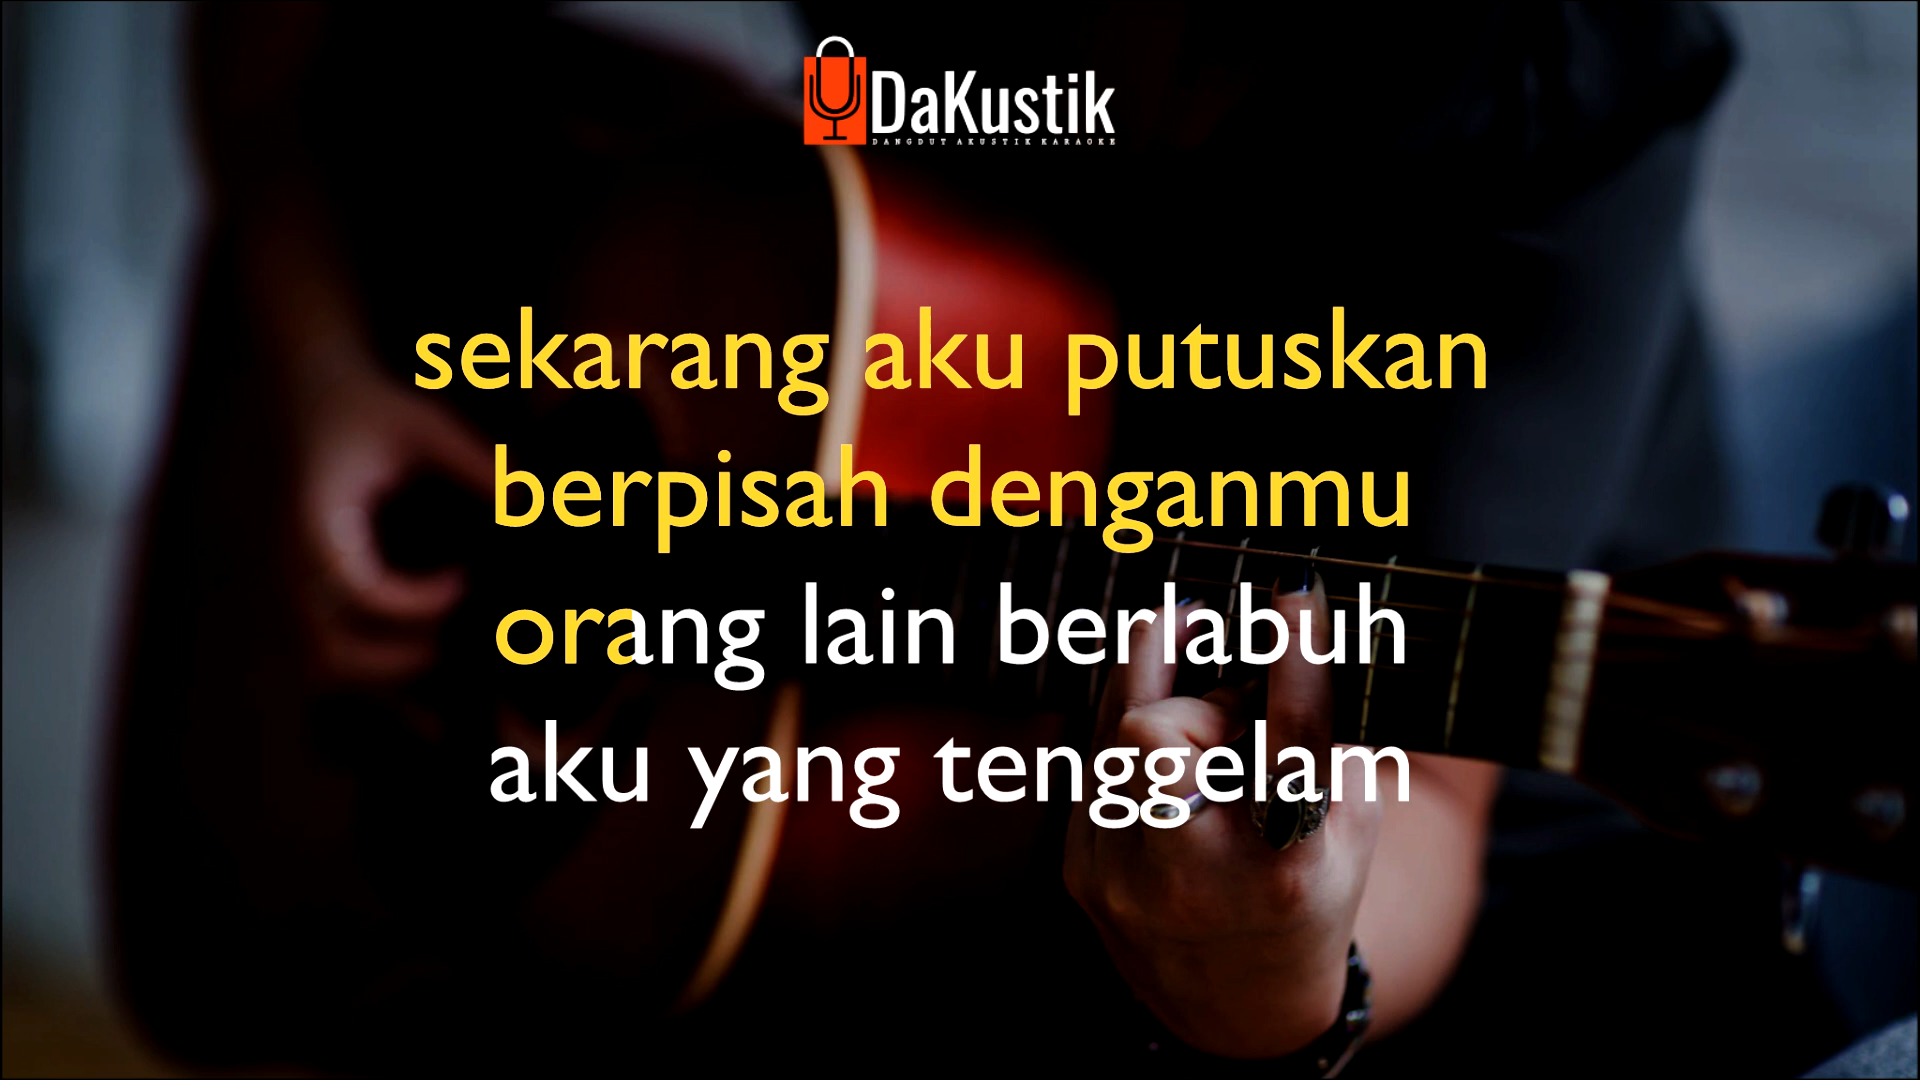 DaKustik
DANGDUT AKUSTIK KARAOKE
sekarang aku putuskan
berpisah denganmu
orang lain berlabuh
aku yang tenggelam